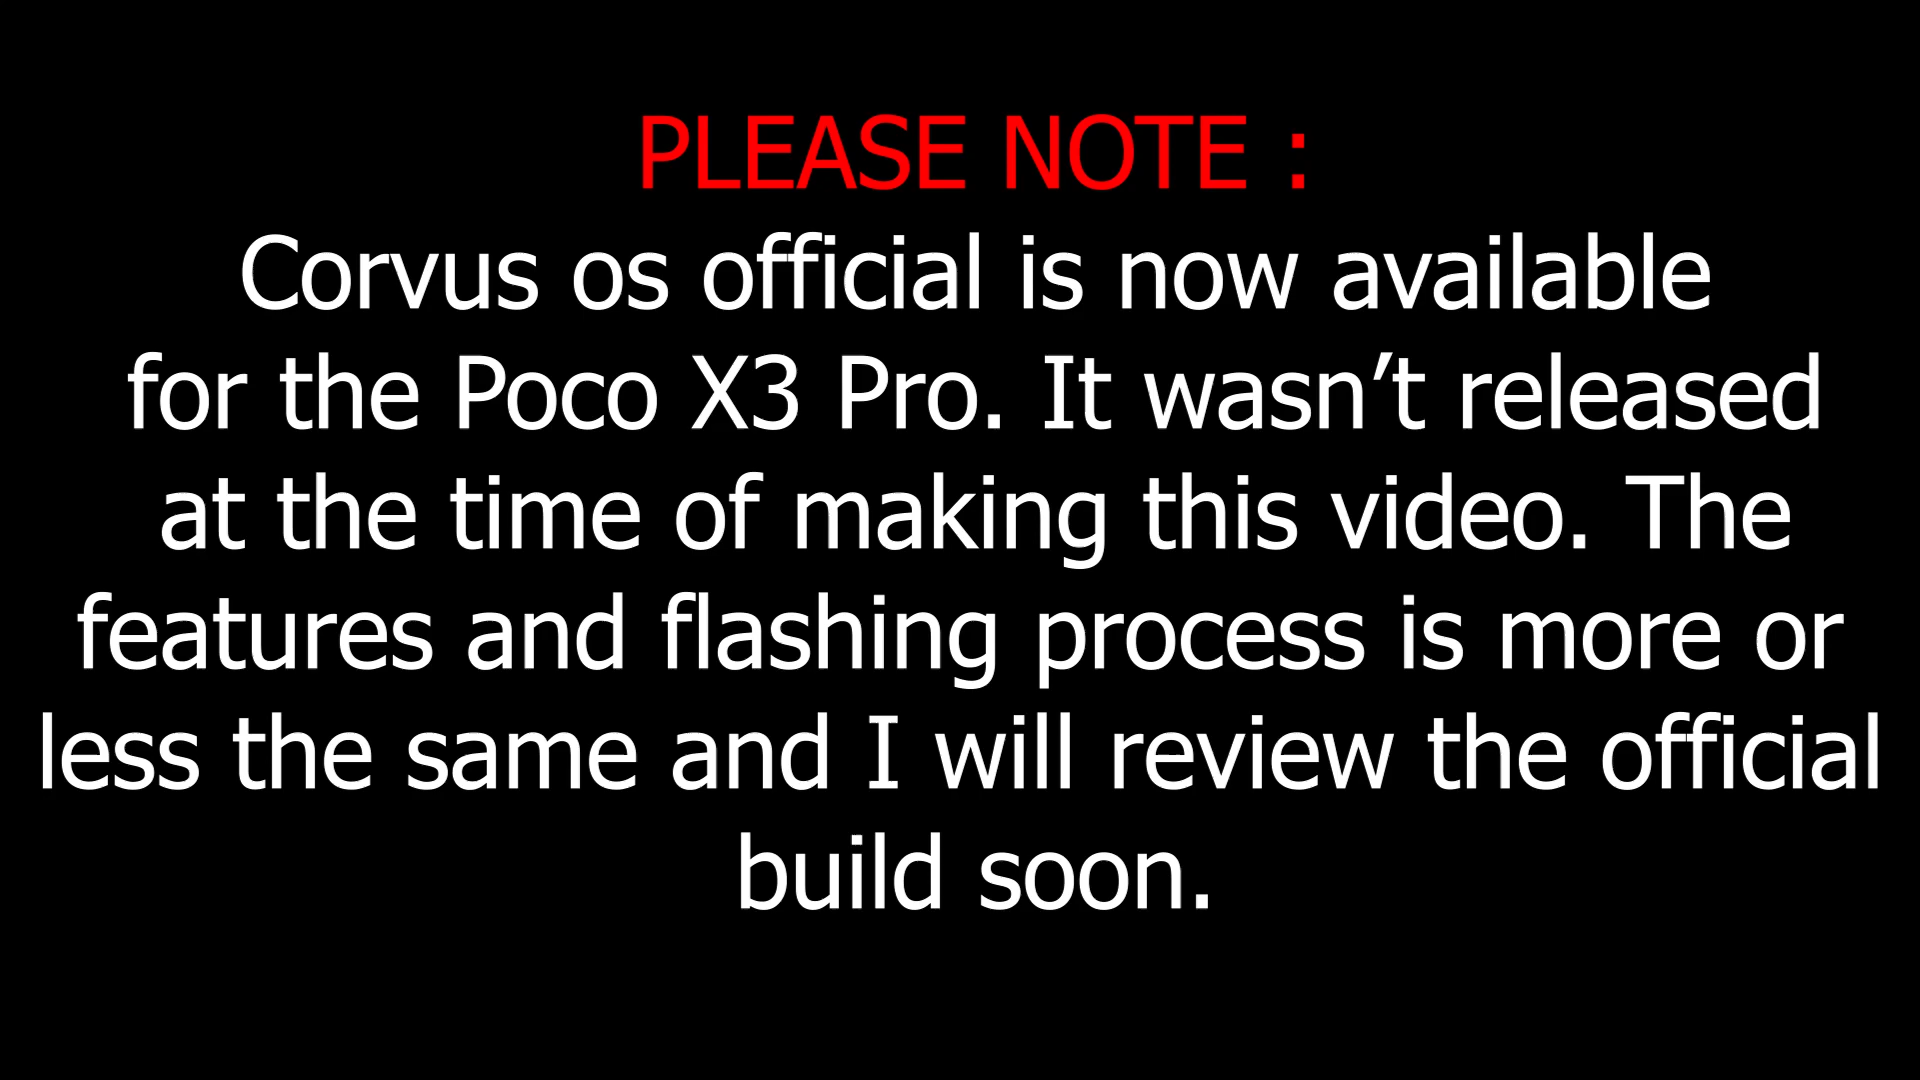 PLEASE NOTE :
Corvus os official is now available
for the Poco X3 Pro. It wasn’t released
at the time of making this video. The
features and flashing process is more or
less the same and I will review the official
build soon.